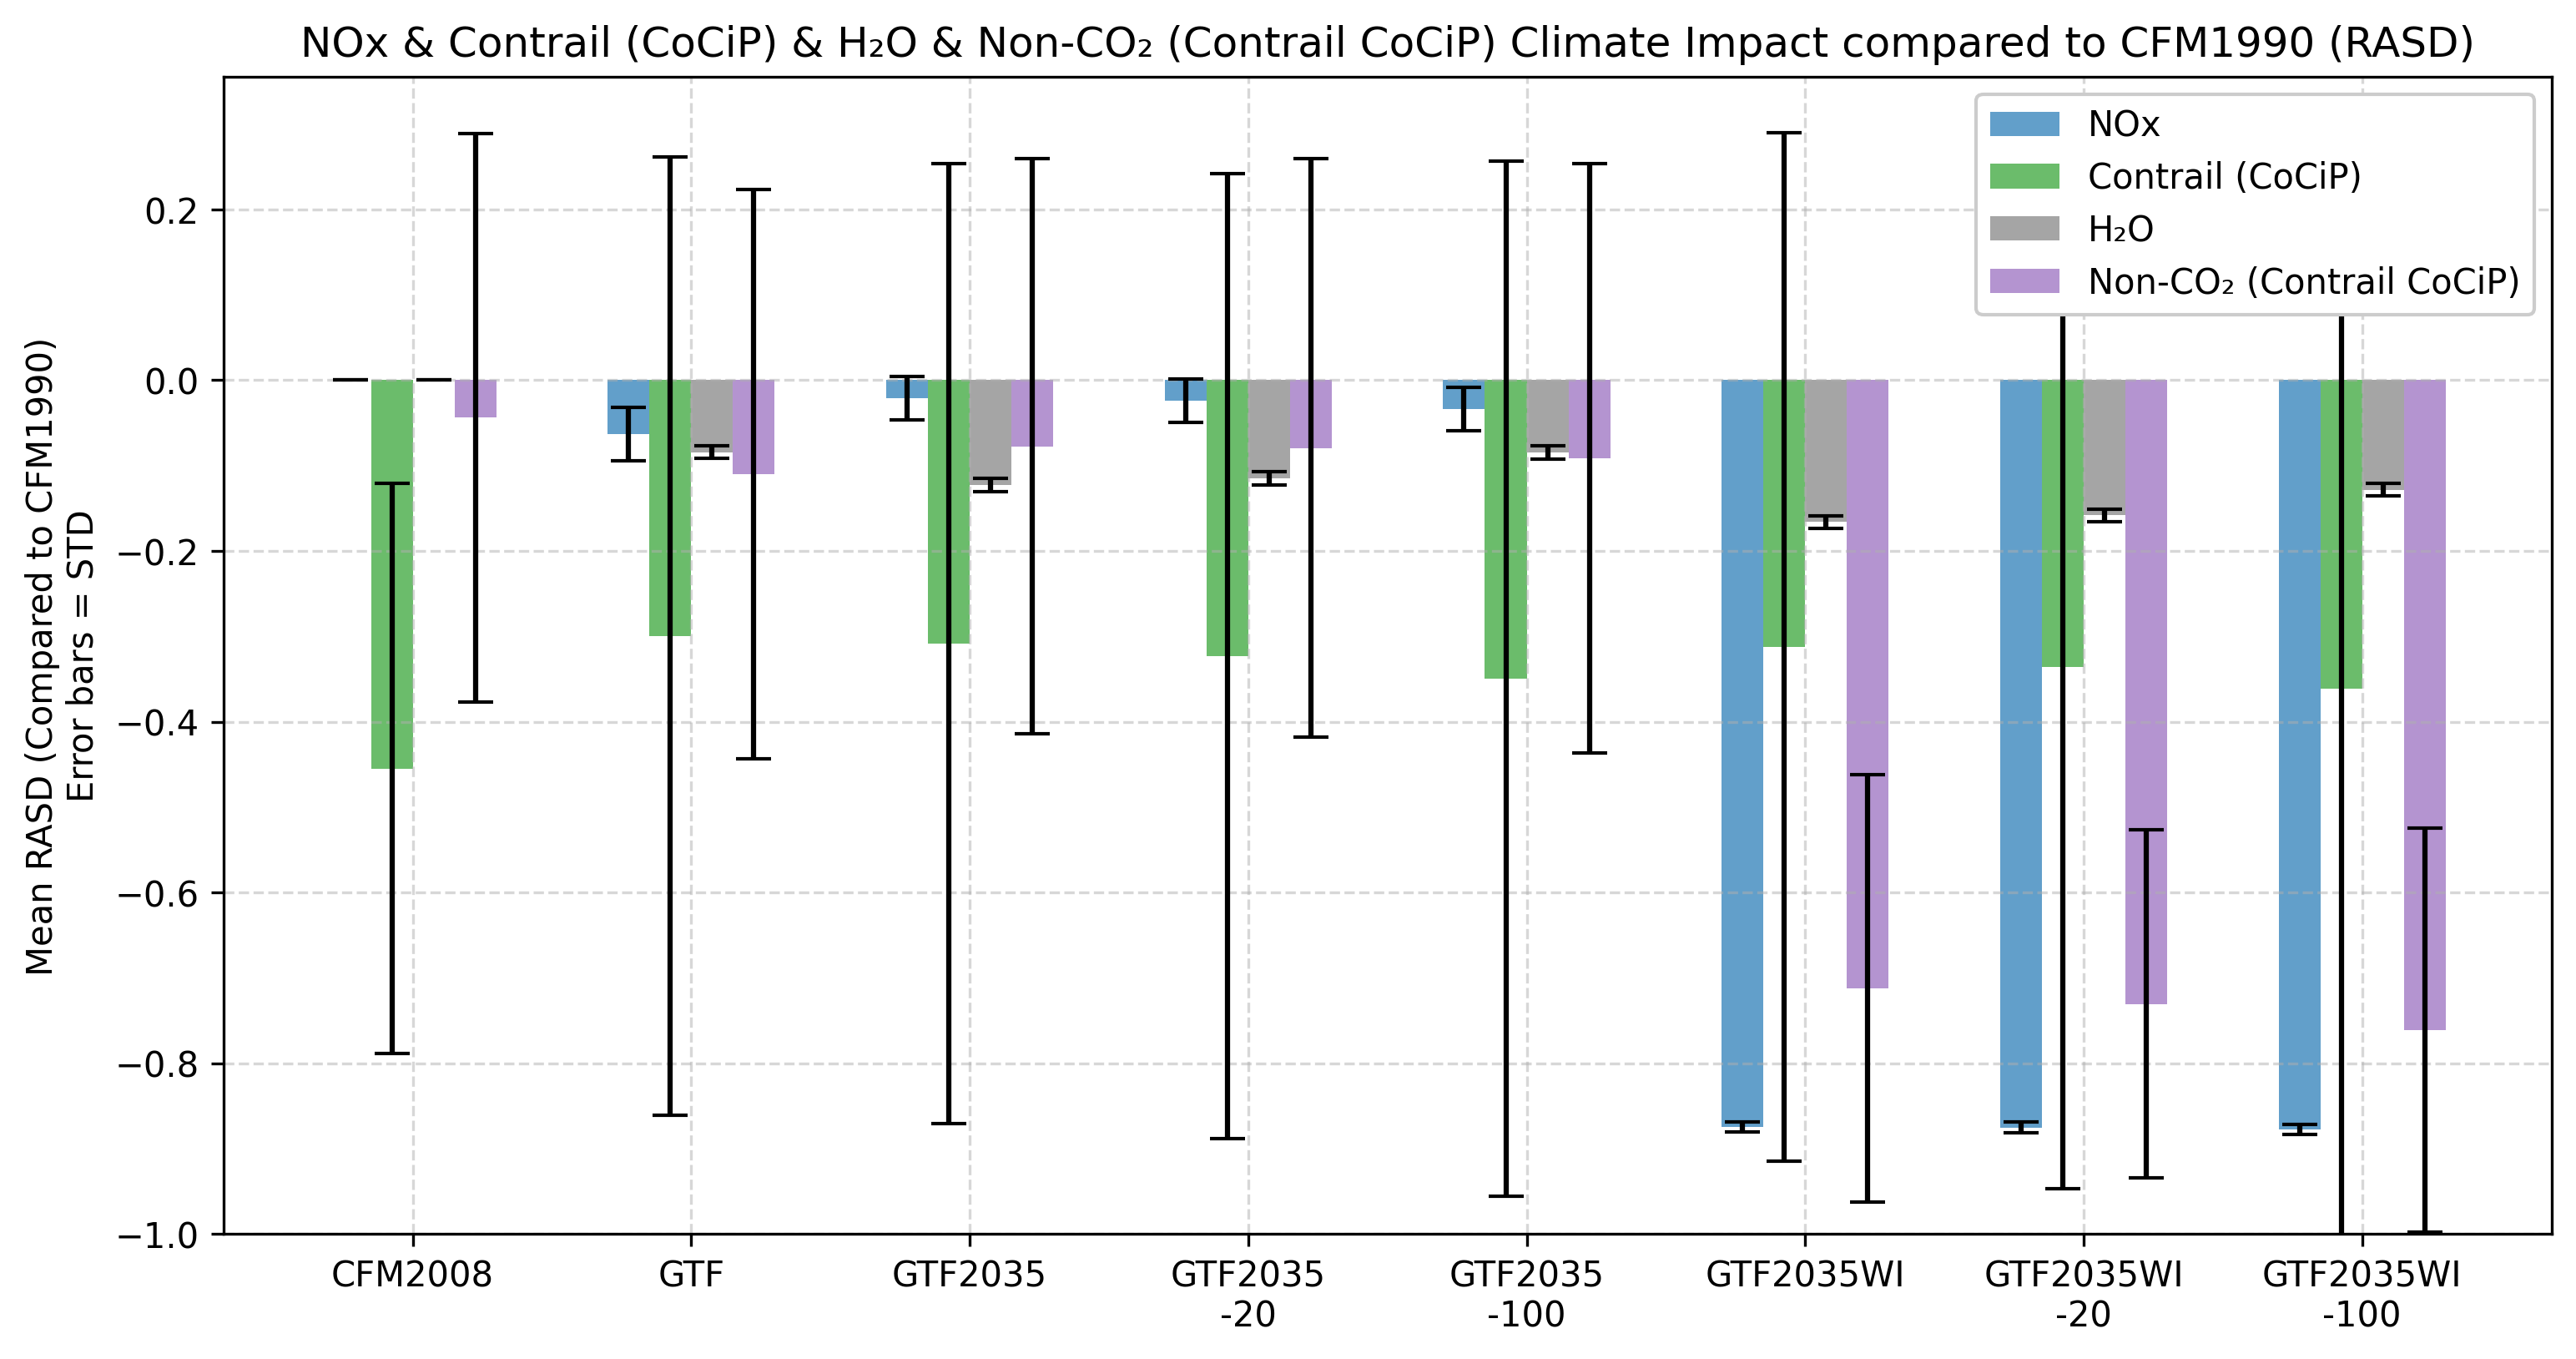 NOx & Contrail (CoCiP) & H₂O & Non-CO₂ (Contrail CoCiP) Climate Impact compared to CFM1990 (RASD)
NOx
Contrail (CoCiP)
H₂O
Non-CO₂ (Contrail CoCiP)
Mean RASD (Compared to CFM1990)
Error bars = STD
0.2
0.0
−0.2
−0.4
−0.6
−0.8
−1.0
CFM2008
GTF
GTF2035
GTF2035
-20
GTF2035
-100
GTF2035WI
GTF2035WI
-20
GTF2035WI
-100